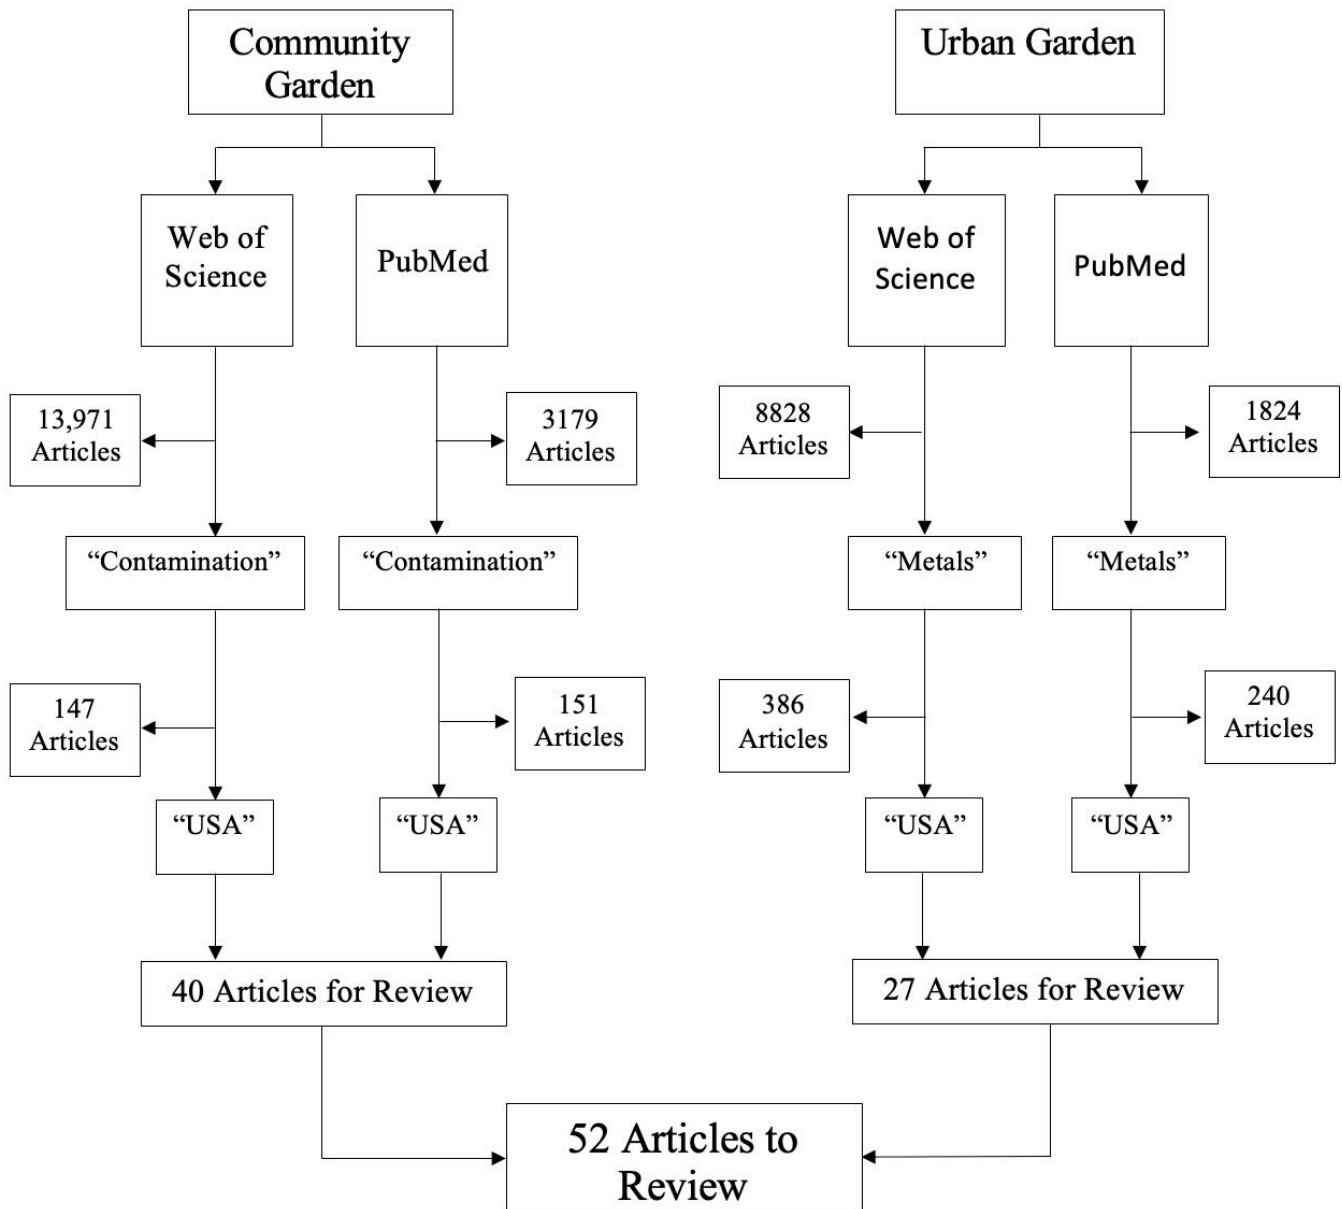 Community
Garden
Urban Garden
Web of
Science
PubMed
Web of
Science
PubMed
13,971
Articles
3179
Articles
8828
Articles
1824
Articles
“Contamination”
“Contamination”
“Metals”
“Metals”
147
Articles
151
Articles
386
Articles
240
Articles
“USA”
“USA”
“USA”
“USA”
40 Articles for Review
27 Articles for Review
52 Articles to
Review